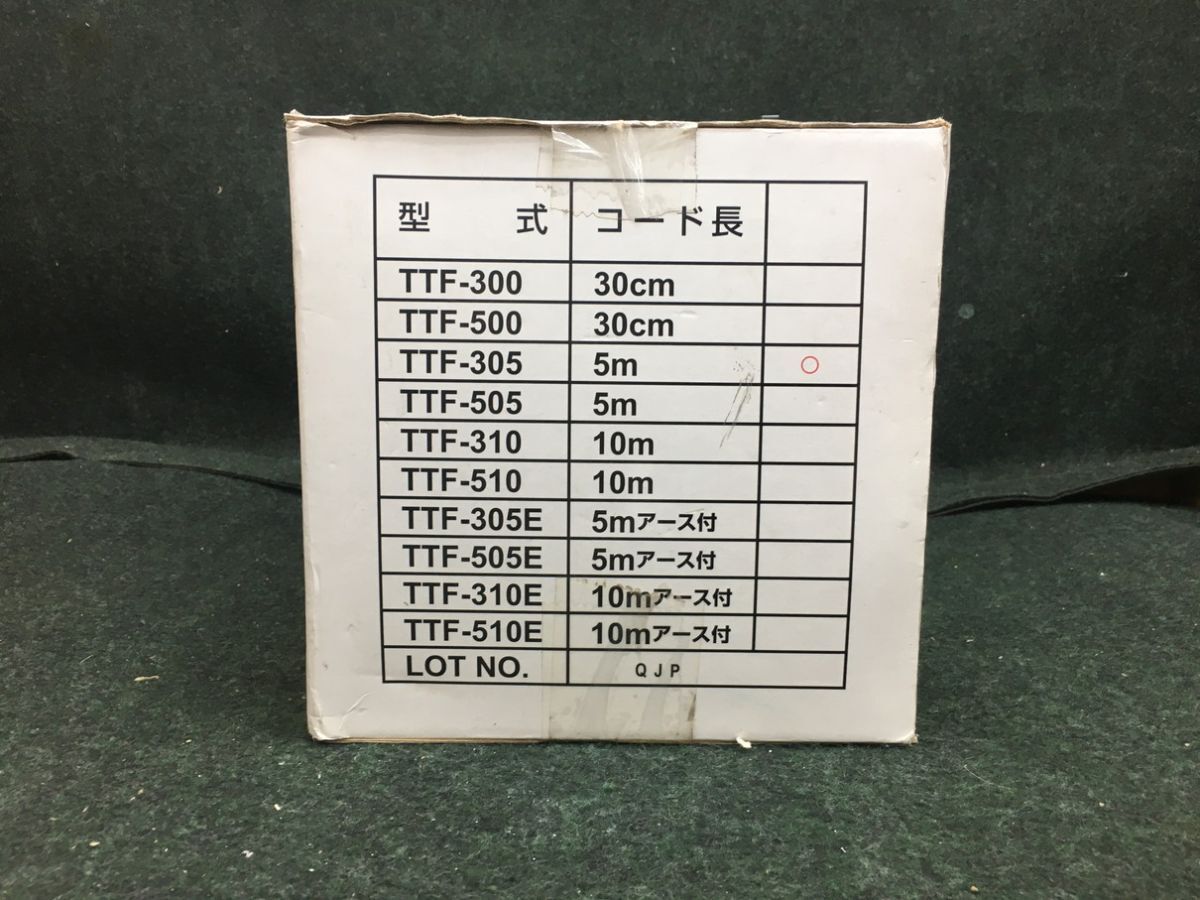 型式 コード長
TTF-300 30cm
TTF-500 30cm
TTF-305 5m ○
TTF-505 5m
TTF-310 10m
TTF-510 10m
TTF-305E 5mアース付
TTF-505E 5mアース付
TTF-310E 10mアース付
TTF-510E 10mアース付
LOT NO. QJP